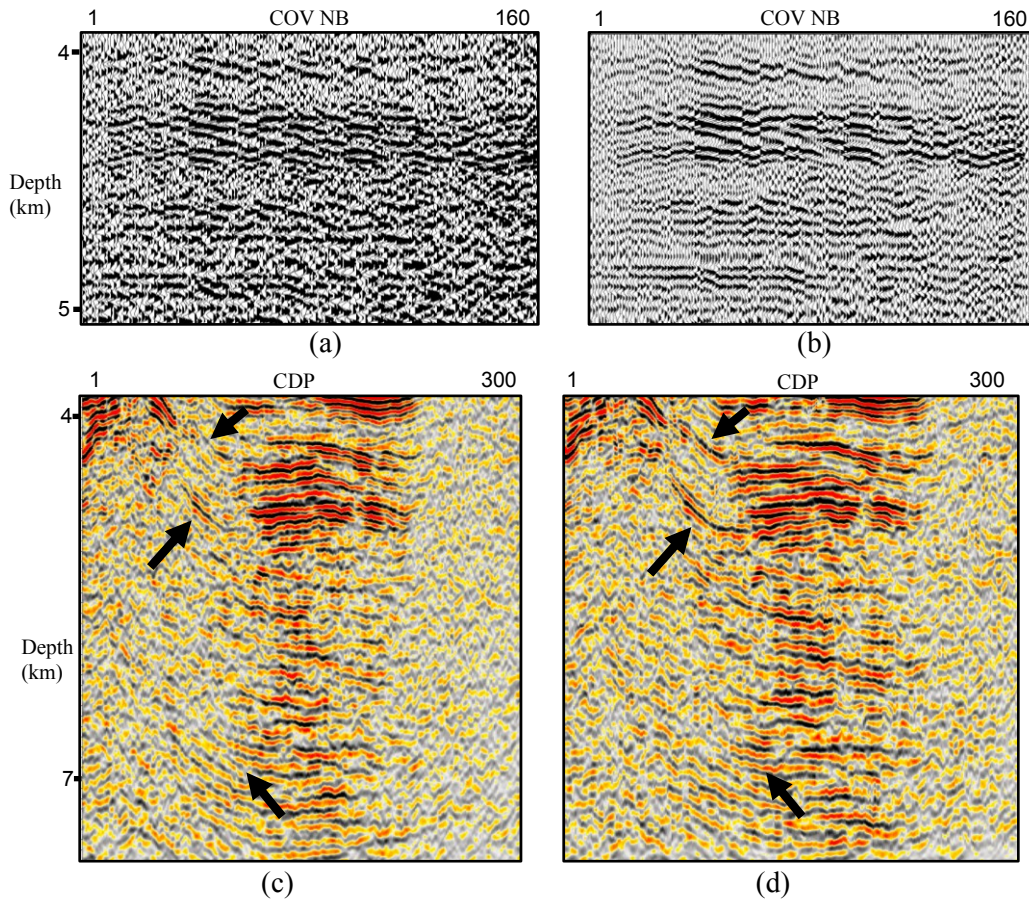 1 COV NB 160
1 COV NB 160
4
Depth
(km)
5
(a)
(b)
1 CDP 300
1 CDP 300
4
Depth
(km)
7
(c)
(d)